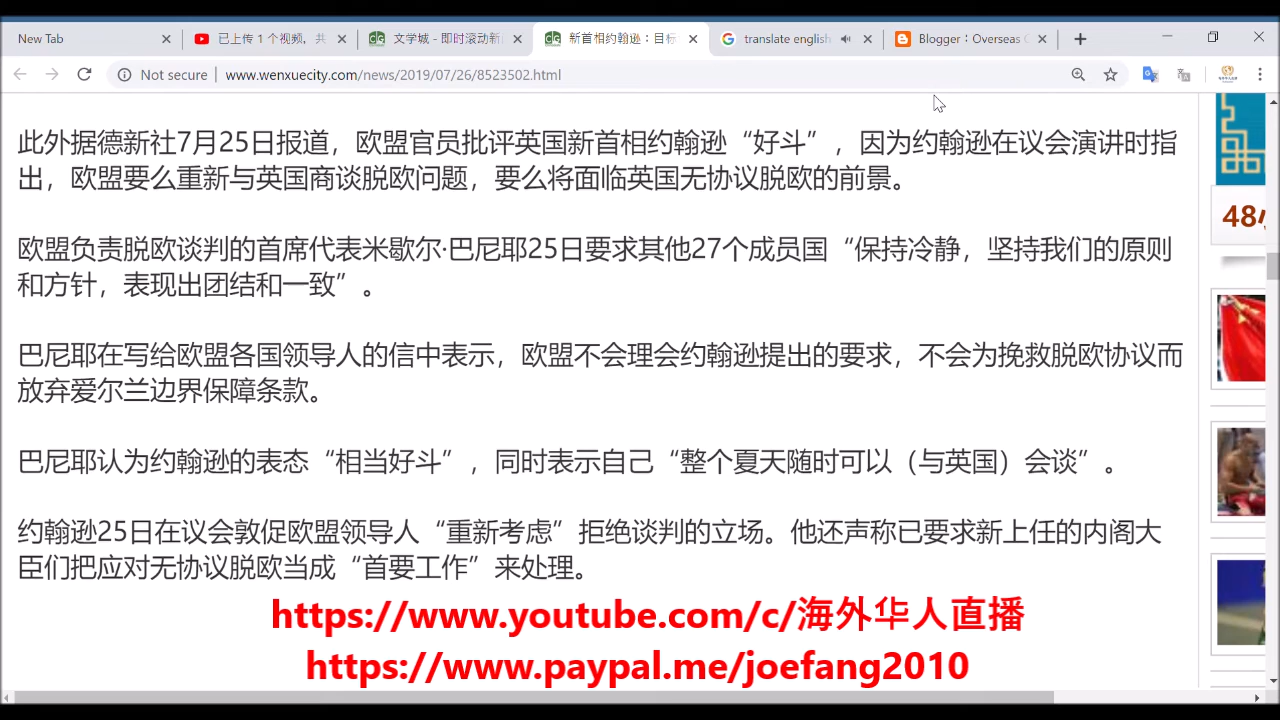 New Tab
已上传 1 个视频，共
文学城 - 即时滚动新
新首相约翰逊：目标
translate english
Blogger：Overseas C
Not secure
www.wenxuecity.com/news/2019/07/26/8523502.html
此外据德新社7月25日报道，欧盟官员批评英国新首相约翰逊“好斗”，因为约翰逊在议会演讲时指
出，欧盟要么重新与英国商谈脱欧问题，要么将面临英国无协议脱欧的前景。
欧盟负责脱欧谈判的首席代表米歇尔·巴尼耶25日要求其他27个成员国“保持冷静，坚持我们的原则
和方针，表现出团结和一致”。
巴尼耶在写给欧盟各国领导人的信中表示，欧盟不会理会约翰逊提出的要求，不会为挽救脱欧协议而
放弃爱尔兰边界保障条款。
巴尼耶认为约翰逊的表态“相当好斗”，同时表示自己“整个夏天随时可以（与英国）会谈”。
约翰逊25日在议会敦促欧盟领导人“重新考虑”拒绝谈判的立场。他还声称已要求新上任的内阁大
臣们把应对无协议脱欧当成“首要工作”来处理。
48
https://www.youtube.com/c/海外华人直播
https://www.paypal.me/joefang2010